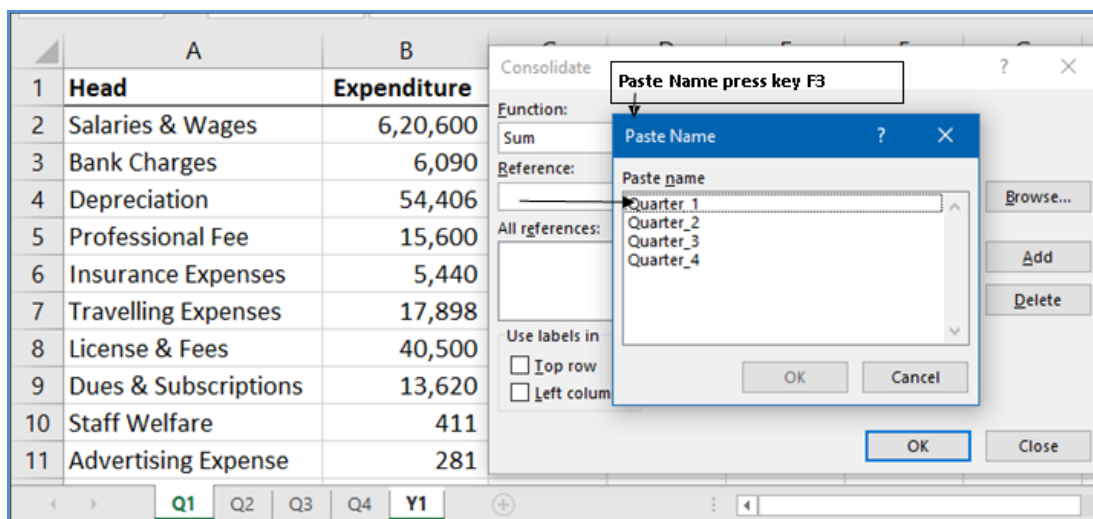 A B
Consolidate ? ×
Paste Name press key F3
1 Head Expenditure
Function:
2 Salaries & Wages 6,20,600
Sum
Paste Name ? ×
3 Bank Charges 6,090
Reference:
Paste name
4 Depreciation 54,406
Quarter_1
Browse...
Quarter_2
5 Professional Fee 15,600
All references:
Quarter_3
Quarter_4
Add
6 Insurance Expenses 5,440
7 Travelling Expenses 17,898
Delete
8 License & Fees 40,500
Use labels in
Top row
9 Dues & Subscriptions 13,620
Left colum
OK Cancel
10 Staff Welfare 411
11 Advertising Expense 281
OK Close
Q1 Q2 Q3 Q4 Y1